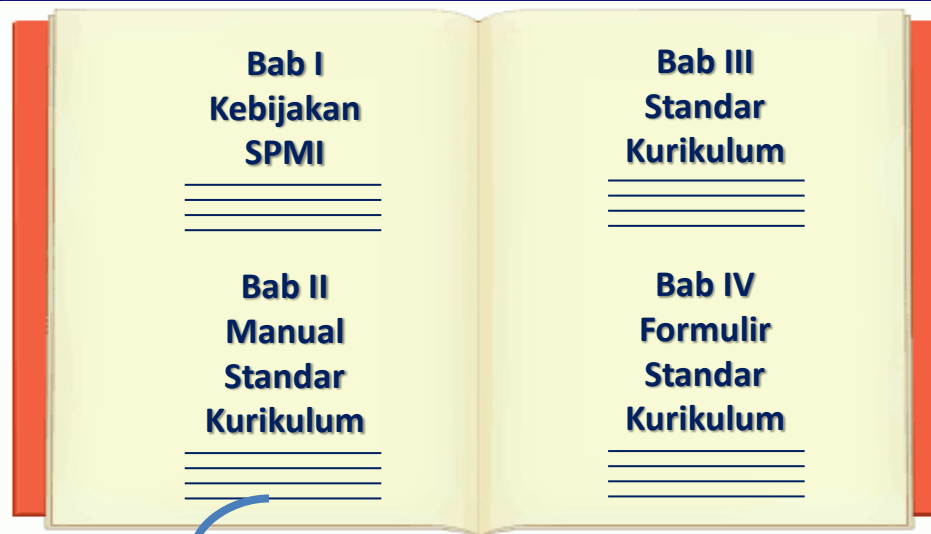 Bab I
Kebijakan
SPMI
Bab II
Manual
Standar
Kurikulum
Bab III
Standar
Kurikulum
Bab IV
Formulir
Standar
Kurikulum